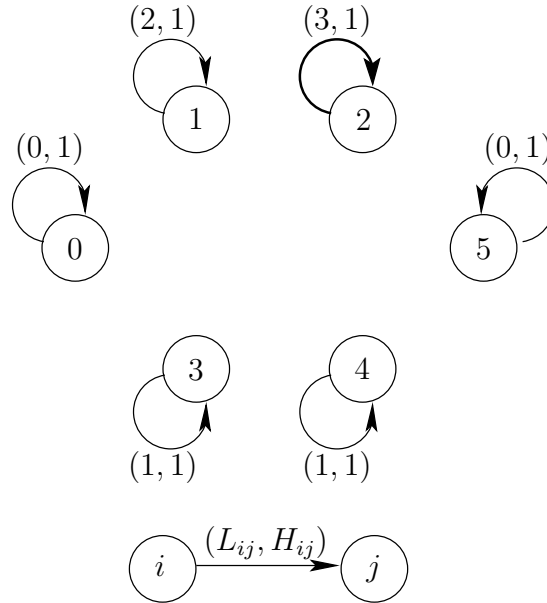 (2, 1) (3, 1)
1 2
(0, 1) (0, 1)
0 5
3 4
(1, 1) (1, 1)
(L_{ij}, H_{ij})
i j